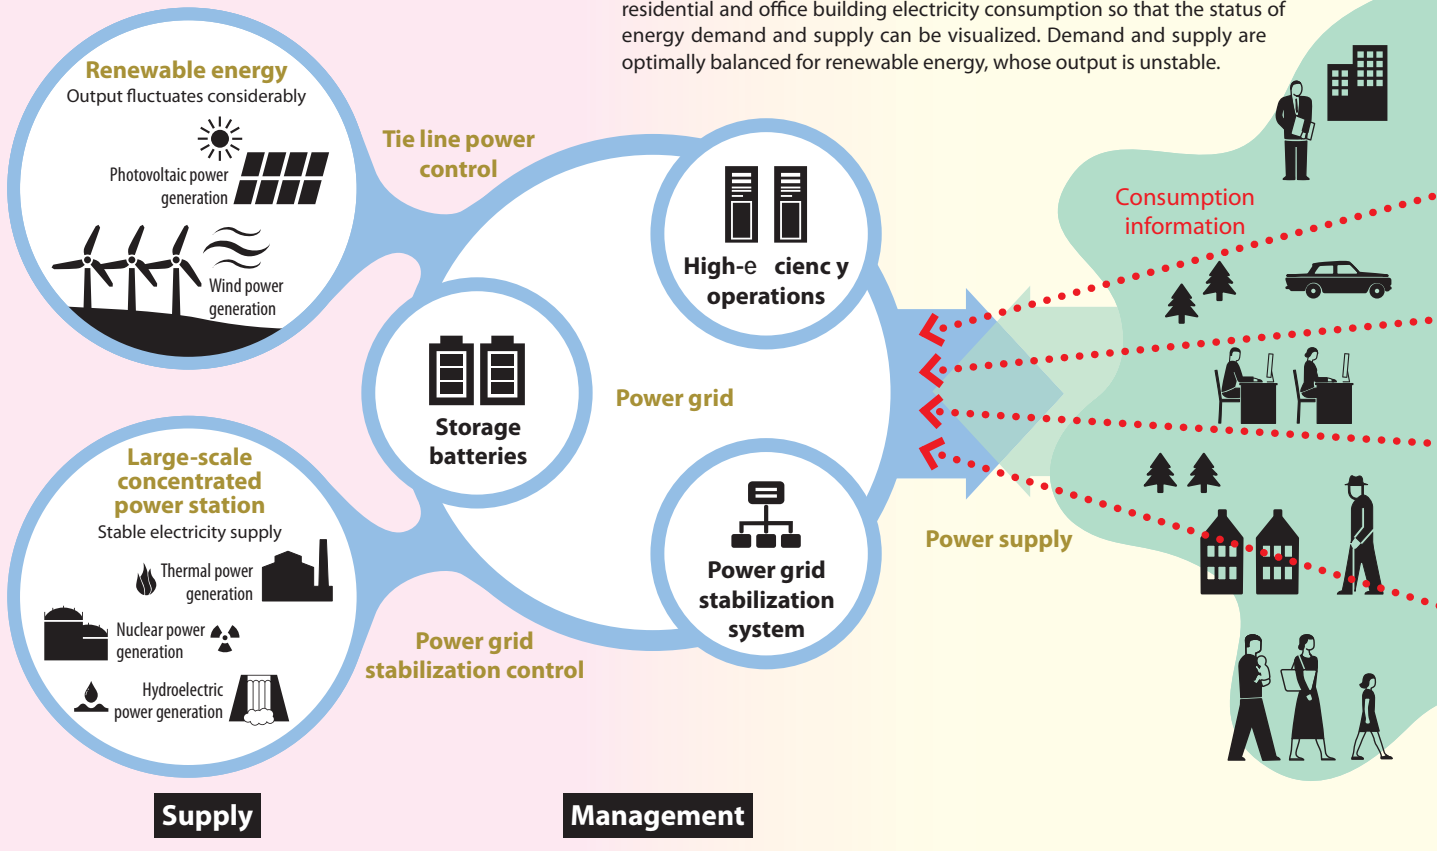 residential and office building electricity consumption so that the status of
energy demand and supply can be visualized. Demand and supply are
optimally balanced for renewable energy, whose output is unstable.
Renewable energy
Output fluctuates considerably
Photovoltaic power
generation
Wind power
generation
Tie line power
control
High-e cienc y
operations
Consumption
information
Storage
batteries
Power grid
Large-scale
concentrated
power station
Stable electricity supply
Thermal power
generation
Nuclear power
generation
Hydroelectric
power generation
Power grid
stabilization control
Power grid
stabilization
system
Power supply
Supply
Management